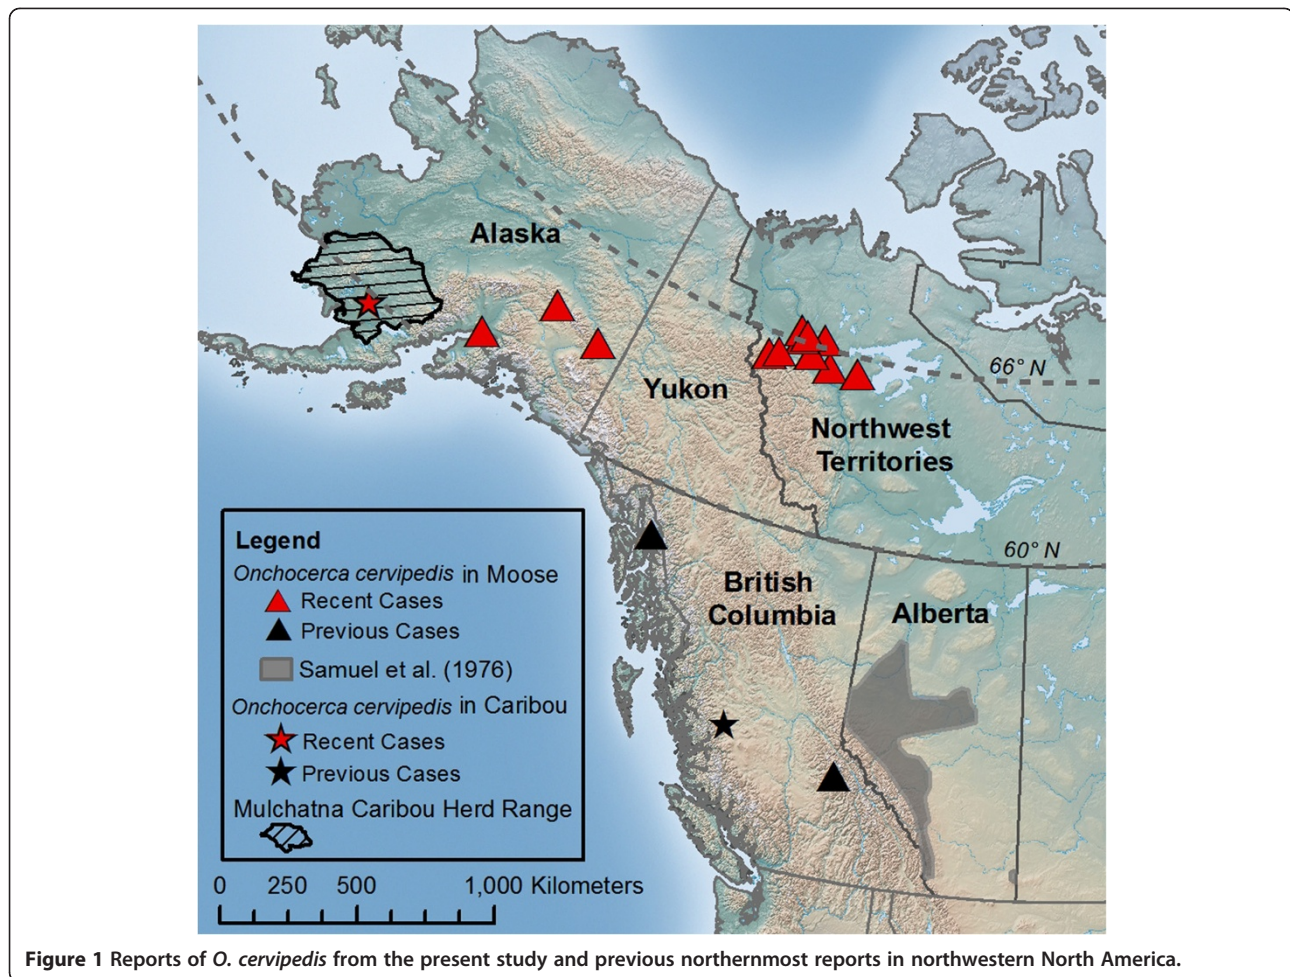 Alaska
Yukon
66° N
Northwest
Territories
60° N
British
Columbia
Alberta
Legend
Onchocerca cervipedis in Moose
Recent Cases
Previous Cases
Samuel et al. (1976)
Onchocerca cervipedis in Caribou
Recent Cases
Previous Cases
Mulchatna Caribou Herd Range
0 250 500 1,000 Kilometers
Figure 1 Reports of O. cervipedis from the present study and previous northernmost reports in northwestern North America.